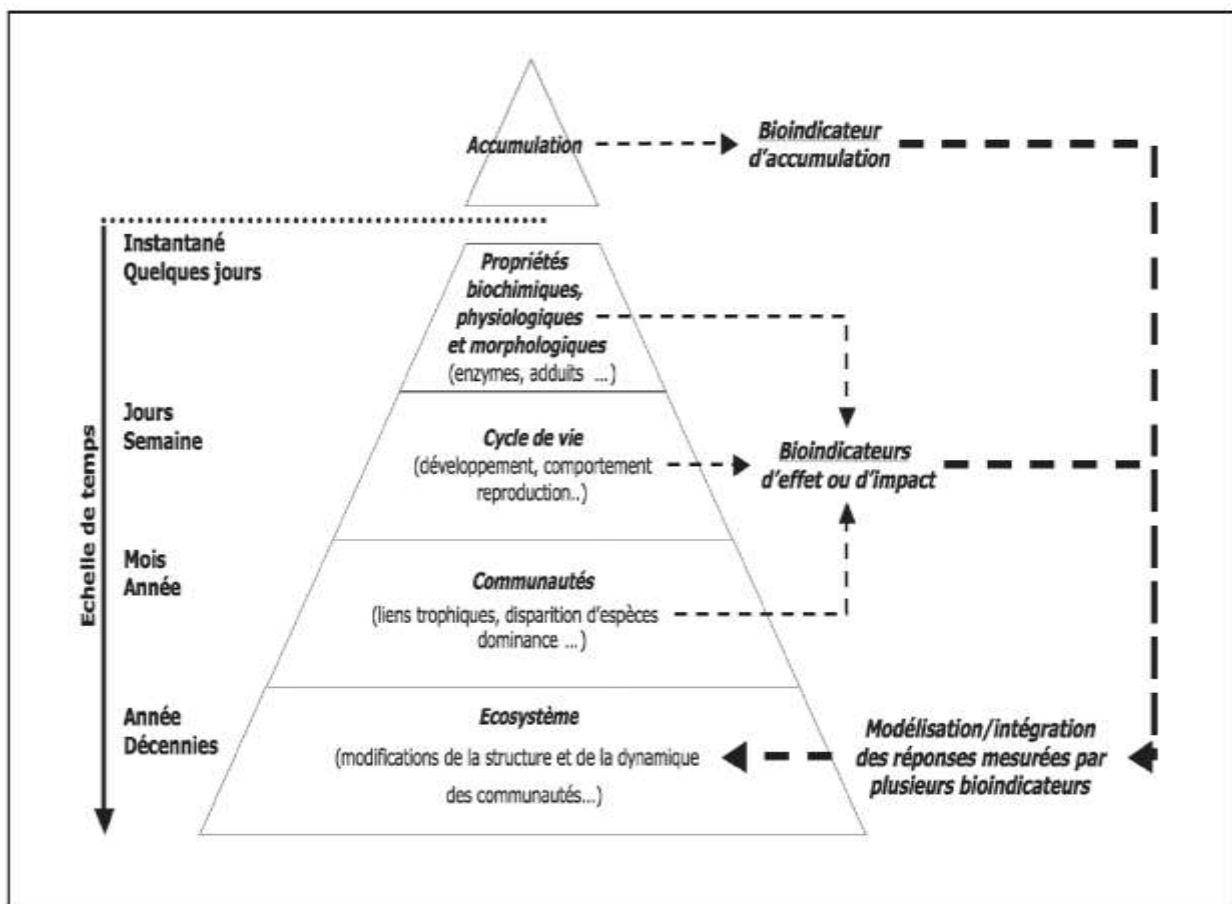 Accumulation
Bioindicateur
d'accumulation
Instantané
Quelques jours
Propriétés
biochimiques,
physiologiques
et morphologiques
(enzymes, adduits ...)
Jours
Semaine
Cycle de vie
(développement, comportement
reproduction..)
Bioindicateurs
d'effet ou d'impact
Echelle de temps
Mois
Année
Communautés
(liens trophiques, disparition d'espèces
dominance ...)
Année
Décennies
Ecosystème
(modifications de la structure et de la dynamique
des communautés...)
Modélisation/intégration
des réponses mesurées par
plusieurs bioindicateurs